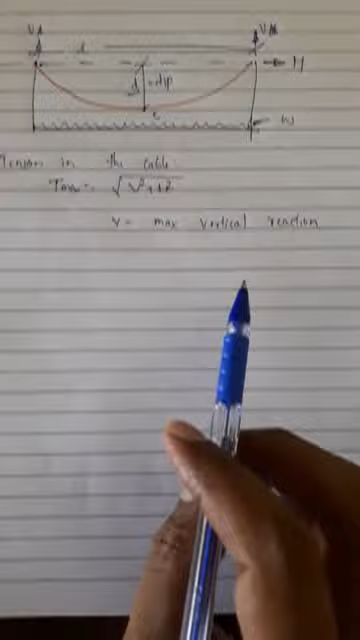 VA
l
VB
H
d = dip
c
w
Tension in the cable
Tmax = √V²+H²
V = max vertical reaction